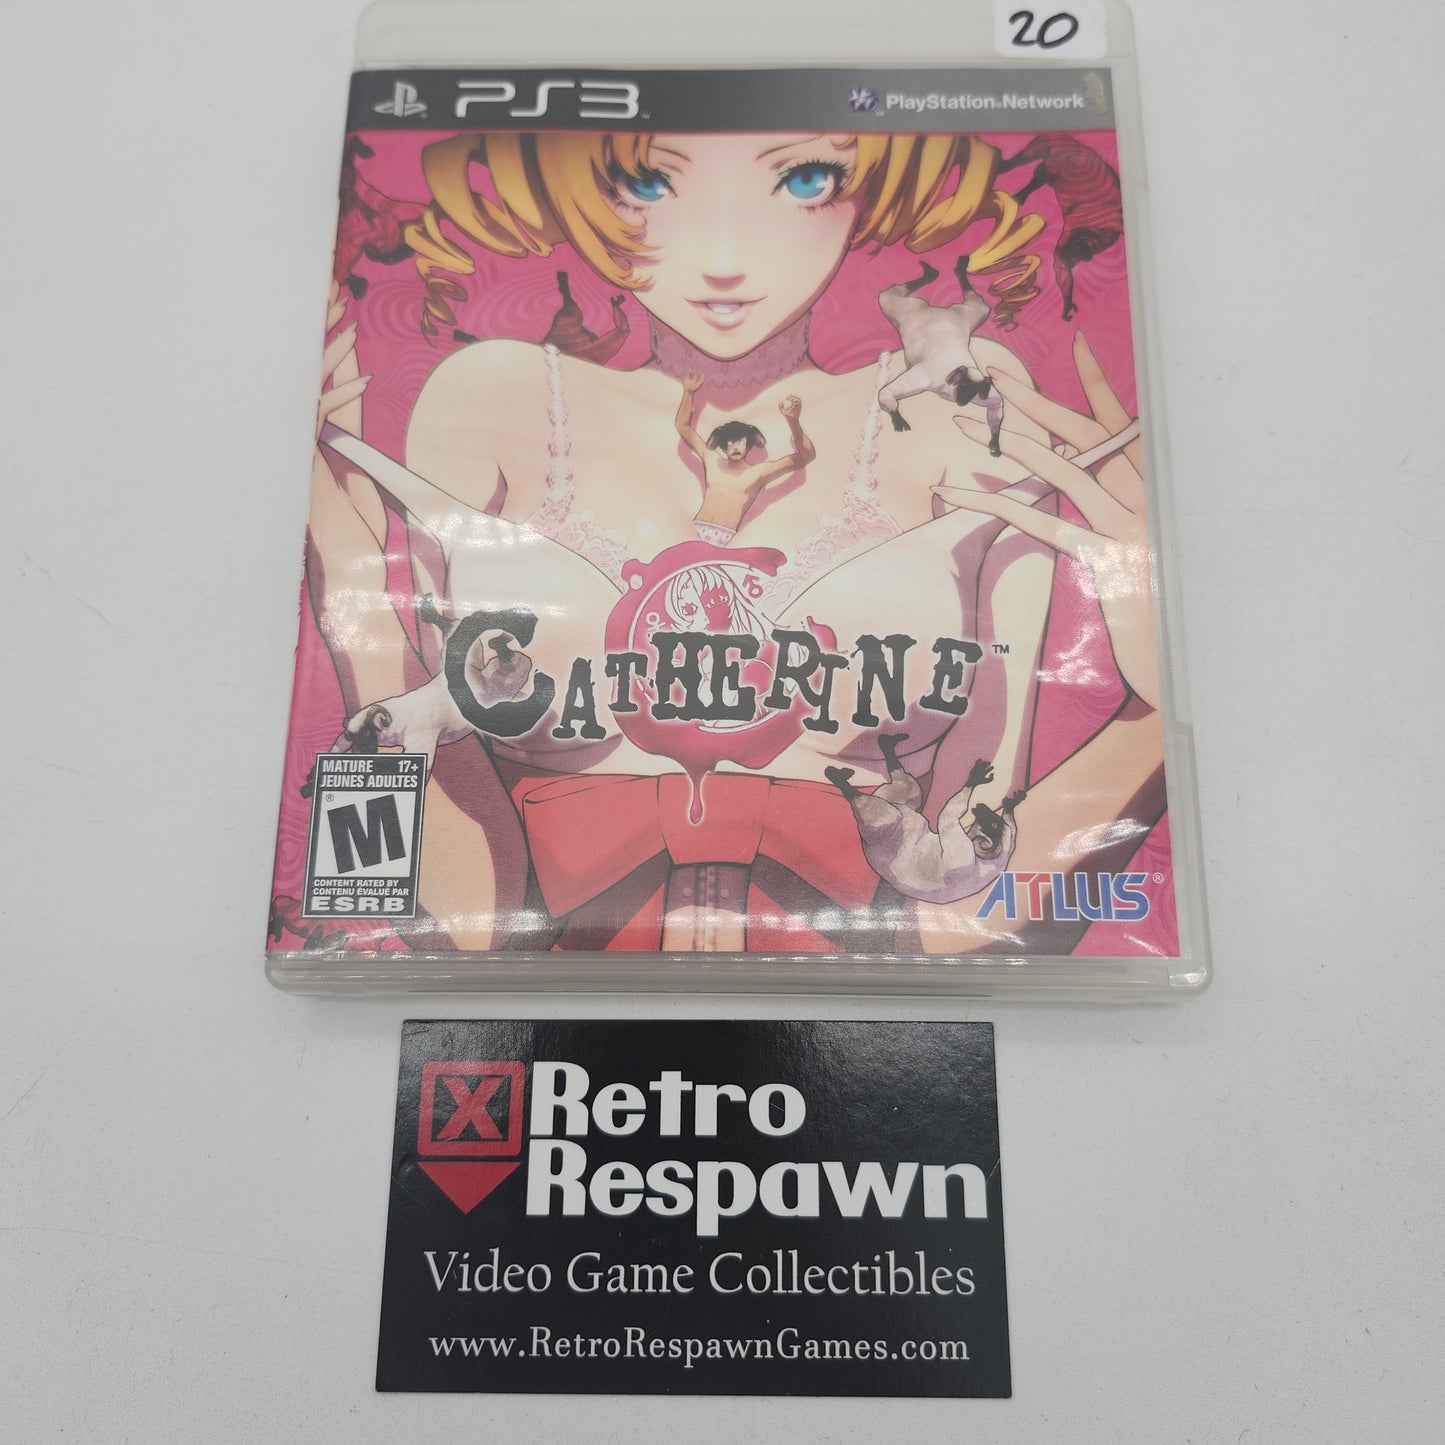 20
PS3
PlayStation Network
CATHERINE™
MATURE 17+
JEUNES ADULTES
M
®
CONTENT RATED BY
CONTENU ÉVALUÉ PAR
ESRB
ATLUS®
X Retro
Respawn
Video Game Collectibles
www.RetroRespawnGames.com